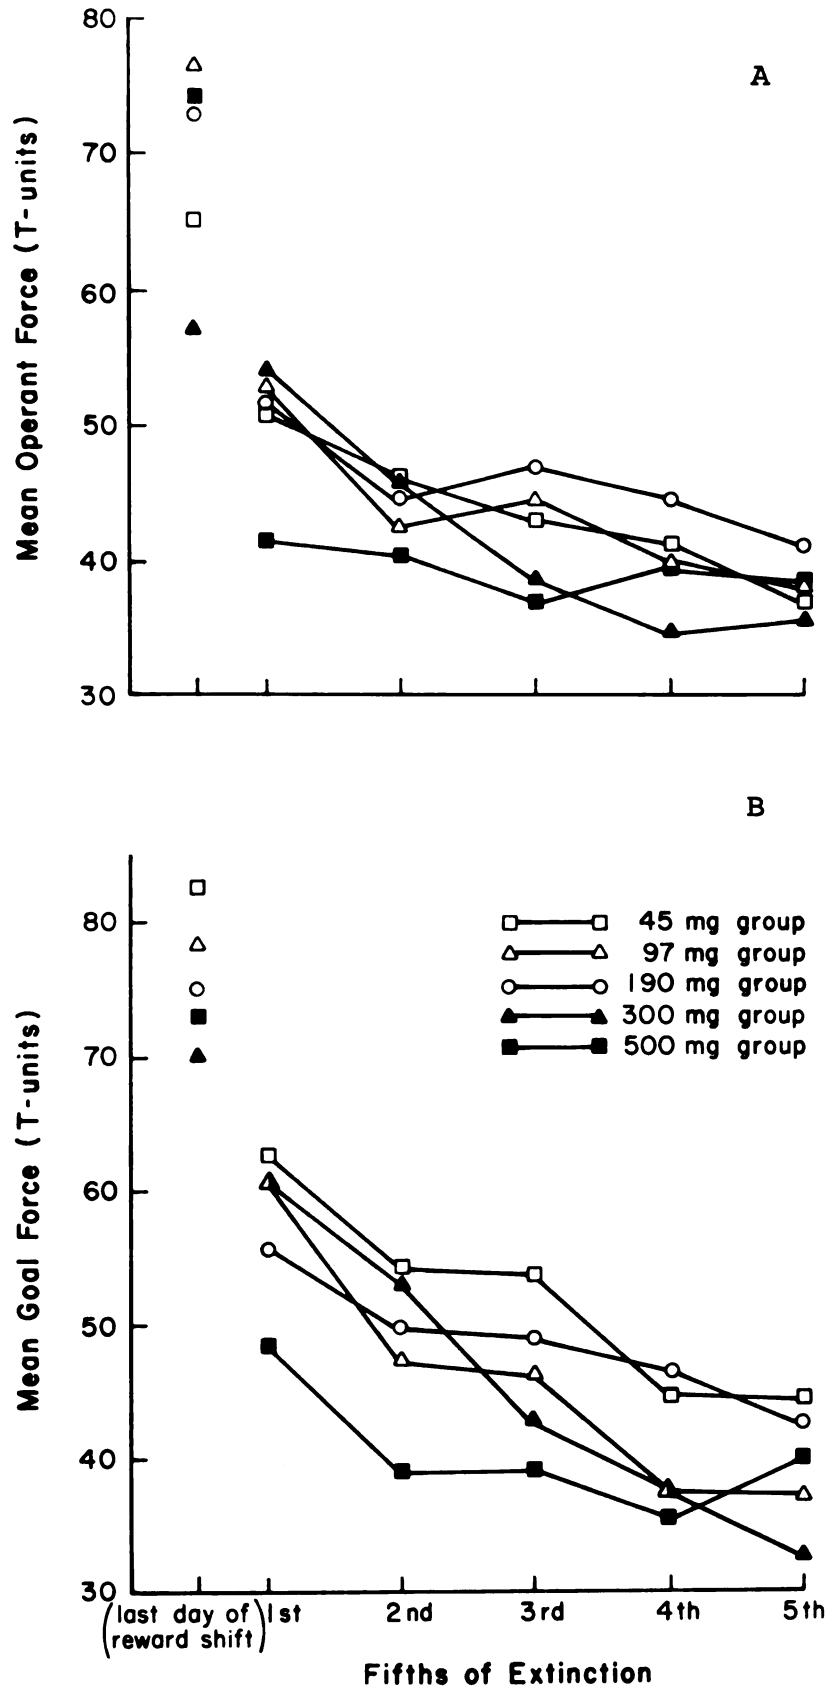 80
A
70
60
50
40
30
Mean Operant Force (T-units)
B
80
70
60
50
40
30
Mean Goal Force (T-units)
45 mg group
97 mg group
190 mg group
300 mg group
500 mg group
(last day of reward shift) 1st 2nd 3rd 4th 5th
Fifths of Extinction